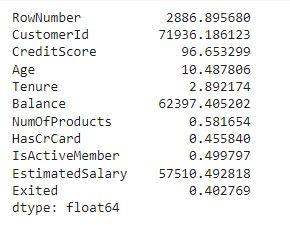 RowNumber 2886.895680
CustomerId 71936.186123
CreditScore 96.653299
Age 10.487806
Tenure 2.892174
Balance 62397.405202
NumOfProducts 0.581654
HasCrCard 0.455840
IsActiveMember 0.499797
EstimatedSalary 57510.492818
Exited 0.402769
dtype: float64